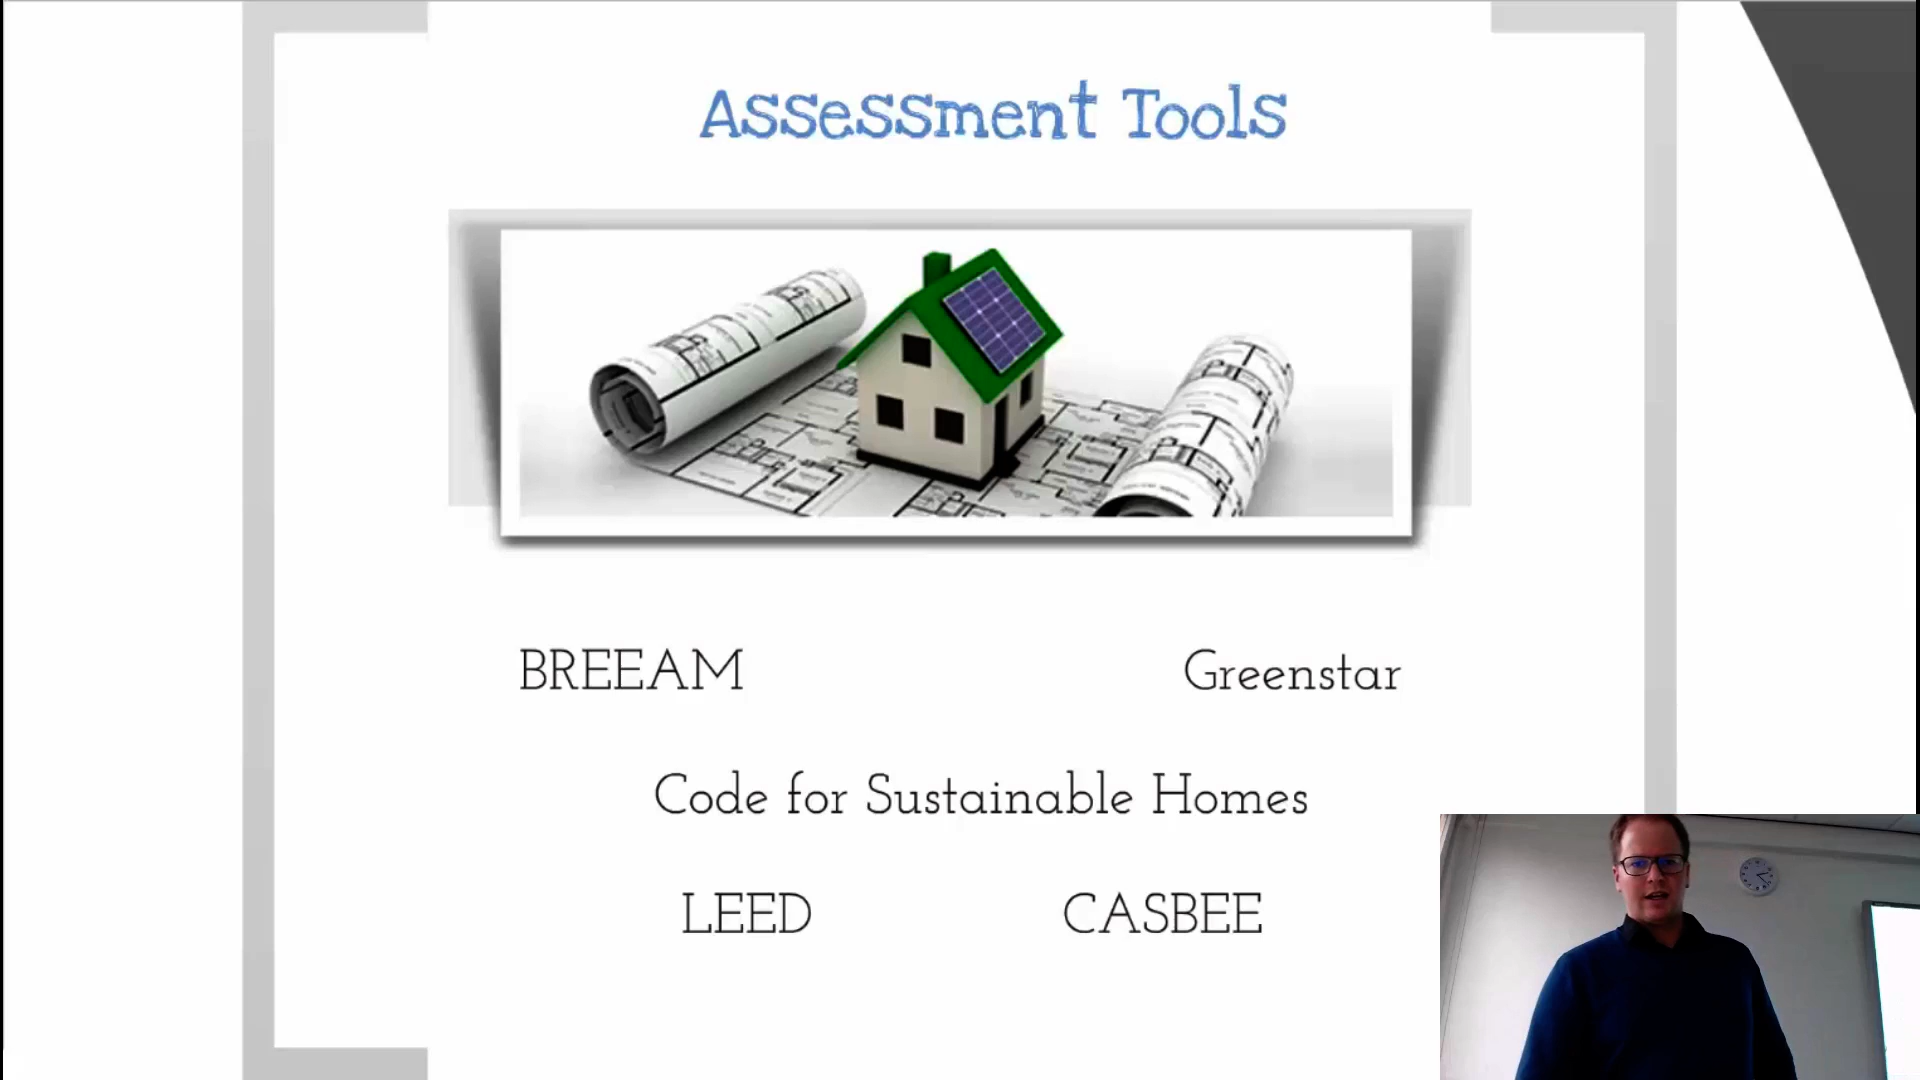 Assessment Tools
BREEAM
Greenstar
Code for Sustainable Homes
LEED
CASBEE